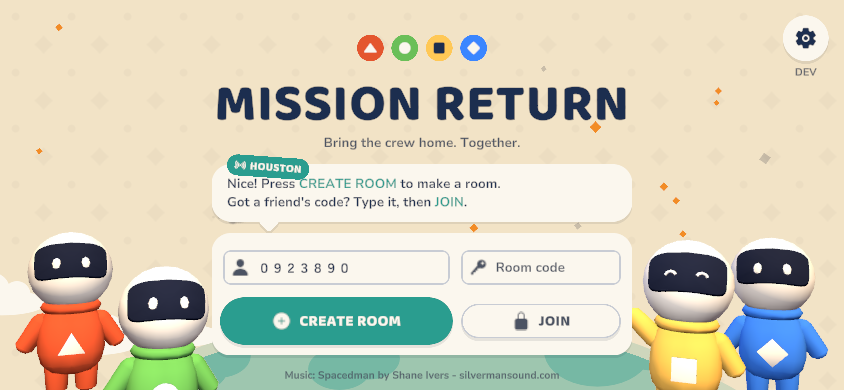 DEV
MISSION RETURN
Bring the crew home. Together.
HOUSTON
Nice! Press CREATE ROOM to make a room.
Got a friend's code? Type it, then JOIN.
0923890
Room code
CREATE ROOM
JOIN
Music: Spacedman by Shane Ivers - silvermansound.com